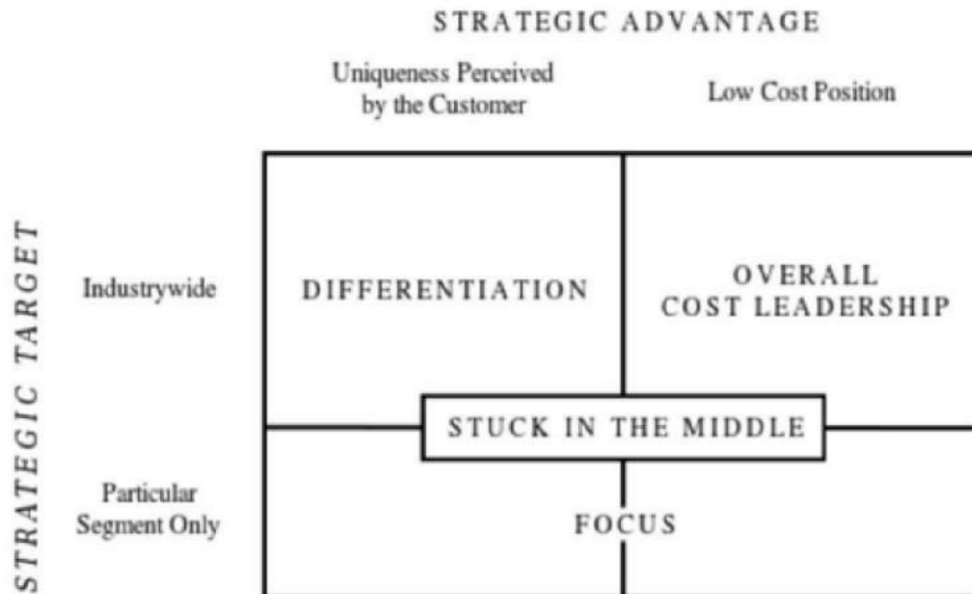 STRATEGIC ADVANTAGE
Uniqueness Perceived
by the Customer
Low Cost Position
STRATEGIC TARGET
Industrywide
DIFFERENTIATION
OVERALL
COST LEADERSHIP
STUCK IN THE MIDDLE
Particular
Segment Only
FOCUS